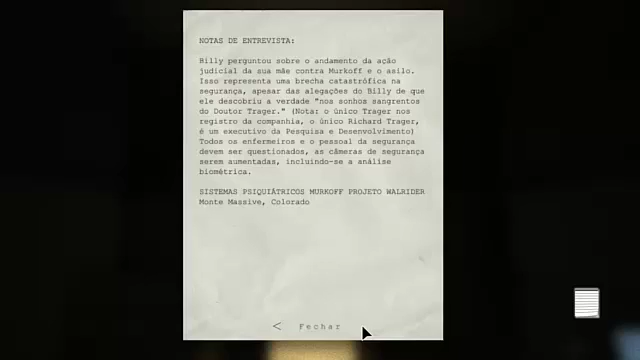 NOTAS DE ENTREVISTA:
Billy perguntou sobre o andamento da ação
judicial da sua mãe contra Murkoff e o asilo.
Isso representa uma brecha catastrófica na
segurança, apesar das alegações do Billy de que
ele descobriu a verdade "nos sonhos sangrentos
do Doutor Trager." (Nota: o único Trager nos
registro da companhia, o único Richard Trager,
é um executivo da Pesquisa e Desenvolvimento)
Todos os enfermeiros e o pessoal da segurança
devem ser questionados, as câmeras de segurança
serem aumentadas, incluindo-se a análise
biométrica.
SISTEMAS PSIQUIÁTRICOS MURKOFF PROJETO WALRIDER
Monte Massive, Colorado
< Fechar